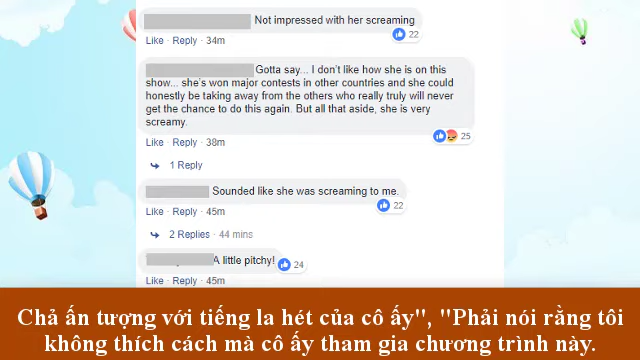 Not impressed with her screaming
22
Like · Reply · 34m
Gotta say... I don't like how she is on this
show... she's won major contests in other countries and she could
honestly be taking away from the others who really truly will never
get the chance to do this again. But all that aside, she is very
screamy.
25
Like · Reply · 38m
1 Reply
Sounded like she was screaming to me.
22
Like · Reply · 45m
2 Replies · 44 mins
A little pitchy!
24
Like · Reply · 45m
Chả ấn tượng với tiếng la hét của cô ấy", "Phải nói rằng tôi
không thích cách mà cô ấy tham gia chương trình này.